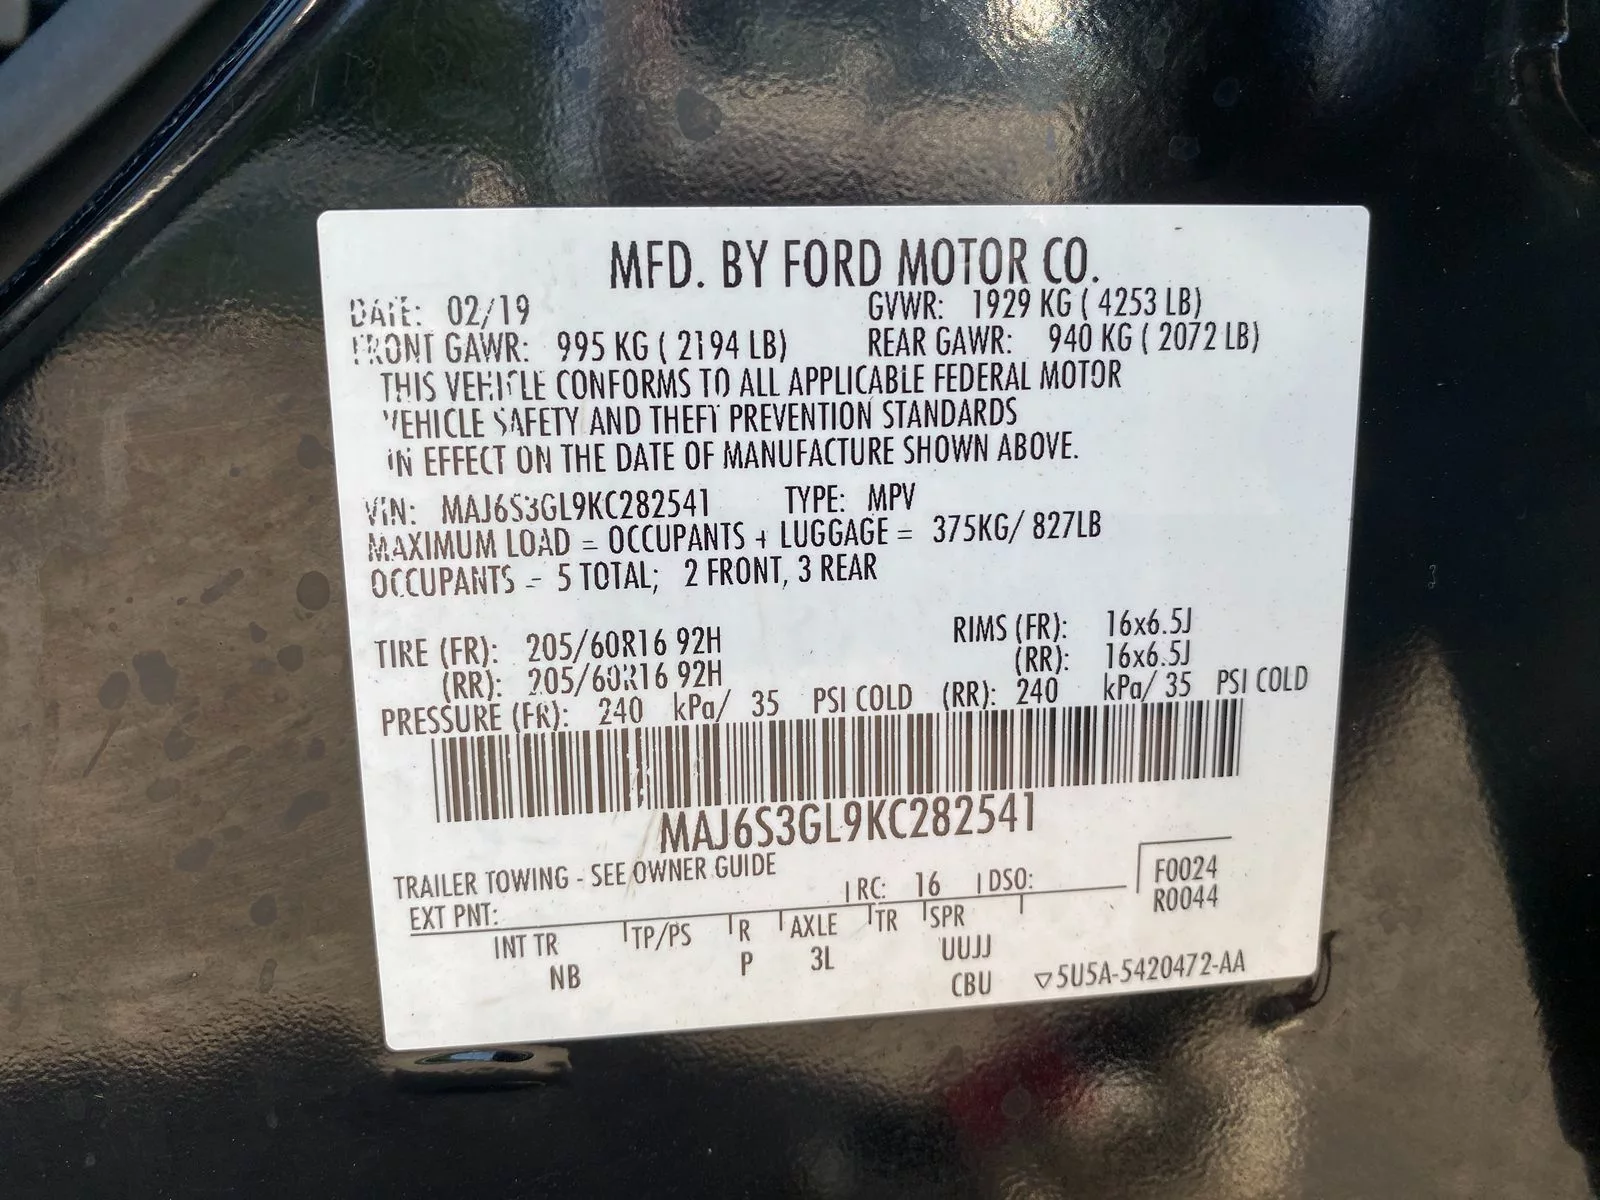 MFD. BY FORD MOTOR CO.
DATE: 02/19 GVWR: 1929 KG ( 4253 LB)
FRONT GAWR: 995 KG ( 2194 LB) REAR GAWR: 940 KG ( 2072 LB)
THIS VEHICLE CONFORMS TO ALL APPLICABLE FEDERAL MOTOR
VEHICLE SAFETY AND THEFT PREVENTION STANDARDS
IN EFFECT ON THE DATE OF MANUFACTURE SHOWN ABOVE.
VIN: MAJ6S3GL9KC282541 TYPE: MPV
MAXIMUM LOAD = OCCUPANTS + LUGGAGE = 375KG/ 827LB
OCCUPANTS = 5 TOTAL; 2 FRONT, 3 REAR
TIRE (FR): 205/60R16 92H RIMS (FR): 16x6.5J
(RR): 205/60R16 92H (RR): 16x6.5J
PRESSURE (FR): 240 kPa/ 35 PSI COLD (RR): 240 kPa/ 35 PSI COLD
MAJ6S3GL9KC282541
TRAILER TOWING - SEE OWNER GUIDE
EXT PNT: RC: 16 DSO: F0024
R0044
INT TR TP/PS R AXLE TR SPR
NB P 3L UUJJ
CBU ▽5U5A-5420472-AA